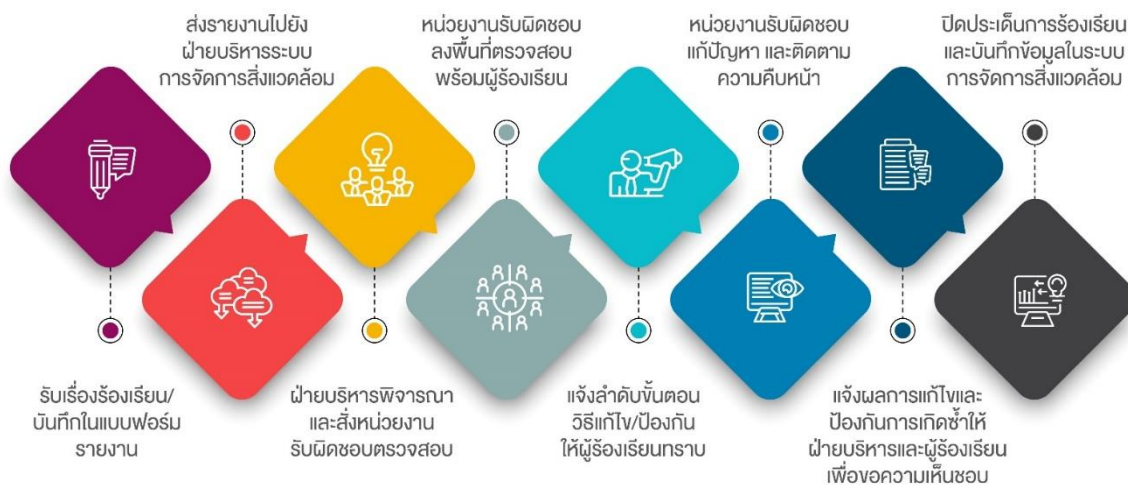 รับเรื่องร้องเรียน/
บันทึกในแบบฟอร์ม
รายงาน
ส่งรายงานไปยัง
ฝ่ายบริหารระบบ
การจัดการสิ่งแวดล้อม
ฝ่ายบริหารพิจารณา
และสั่งหน่วยงาน
รับผิดชอบตรวจสอบ
หน่วยงานรับผิดชอบ
ลงพื้นที่ตรวจสอบ
พร้อมผู้ร้องเรียน
แจ้งลำดับขั้นตอน
วิธีแก้ไข/ป้องกัน
ให้ผู้ร้องเรียนทราบ
หน่วยงานรับผิดชอบ
แก้ปัญหา และติดตาม
ความคืบหน้า
แจ้งผลการแก้ไขและ
ป้องกันการเกิดซ้ำให้
ฝ่ายบริหารและผู้ร้องเรียน
เพื่อขอความเห็นชอบ
ปิดประเด็นการร้องเรียน
และบันทึกข้อมูลในระบบ
การจัดการสิ่งแวดล้อม